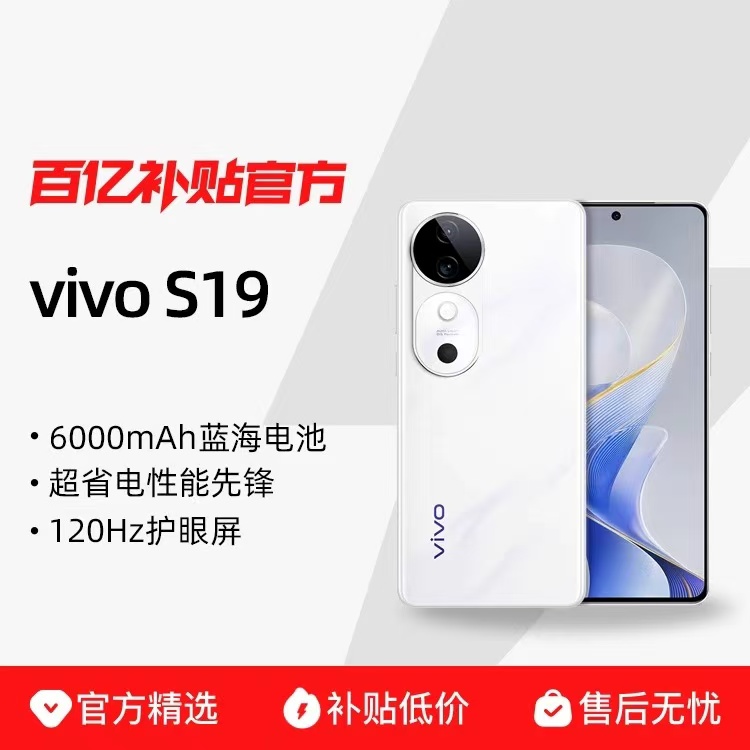 百亿补贴官方
vivo S19
• 6000mAh蓝海电池
• 超省电性能先锋
• 120Hz护眼屏
vivo
官方精选
补贴低价
售后无忧